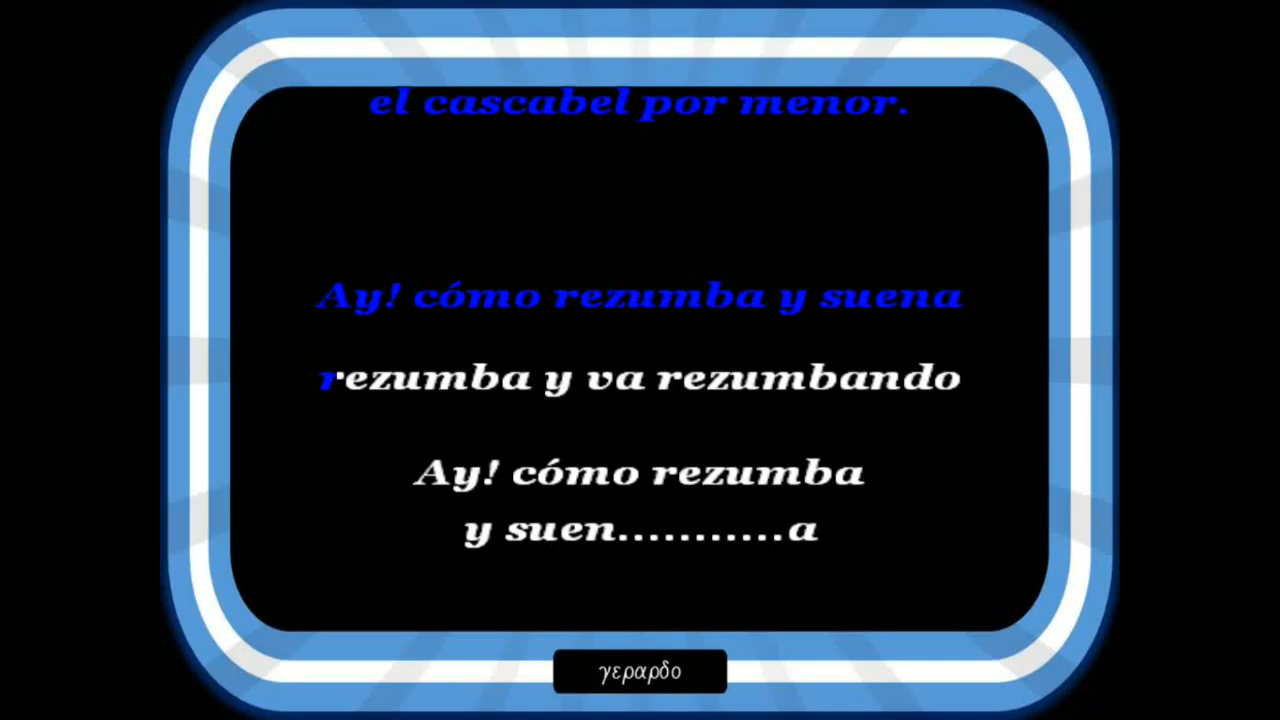 el cascabel por menor.
Ay! cómo rezumba y suena
rezumba y va rezumbando
Ay! cómo rezumba
y suen...........a
γεραρδο